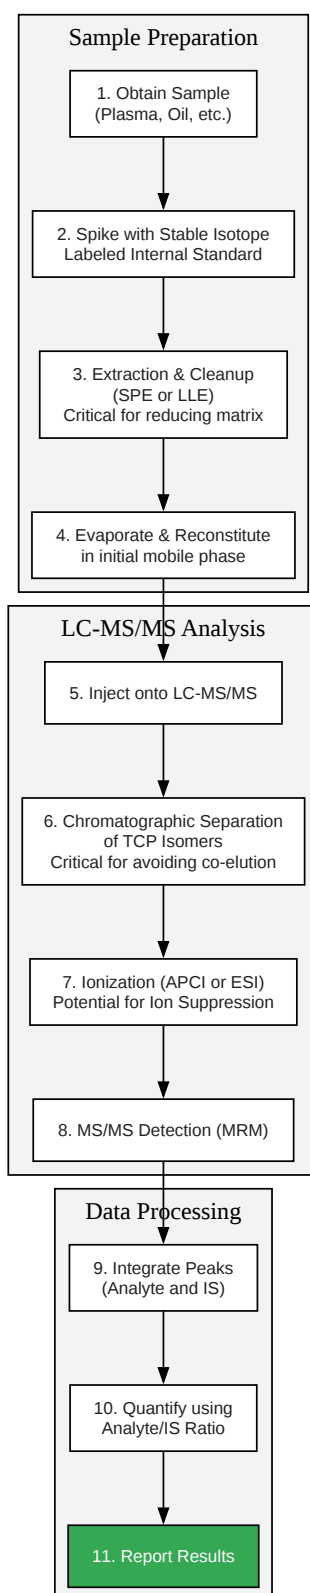 Sample Preparation
1. Obtain Sample
(Plasma, Oil, etc.)
2. Spike with Stable Isotope
Labeled Internal Standard
3. Extraction & Cleanup
(SPE or LLE)
Critical for reducing matrix
4. Evaporate & Reconstitute
in initial mobile phase
LC-MS/MS Analysis
5. Inject onto LC-MS/MS
6. Chromatographic Separation
of TCP Isomers
Critical for avoiding co-elution
7. Ionization (APCI or ESI)
Potential for Ion Suppression
8. MS/MS Detection (MRM)
Data Processing
9. Integrate Peaks
(Analyte and IS)
10. Quantify using
Analyte/IS Ratio
11. Report Results